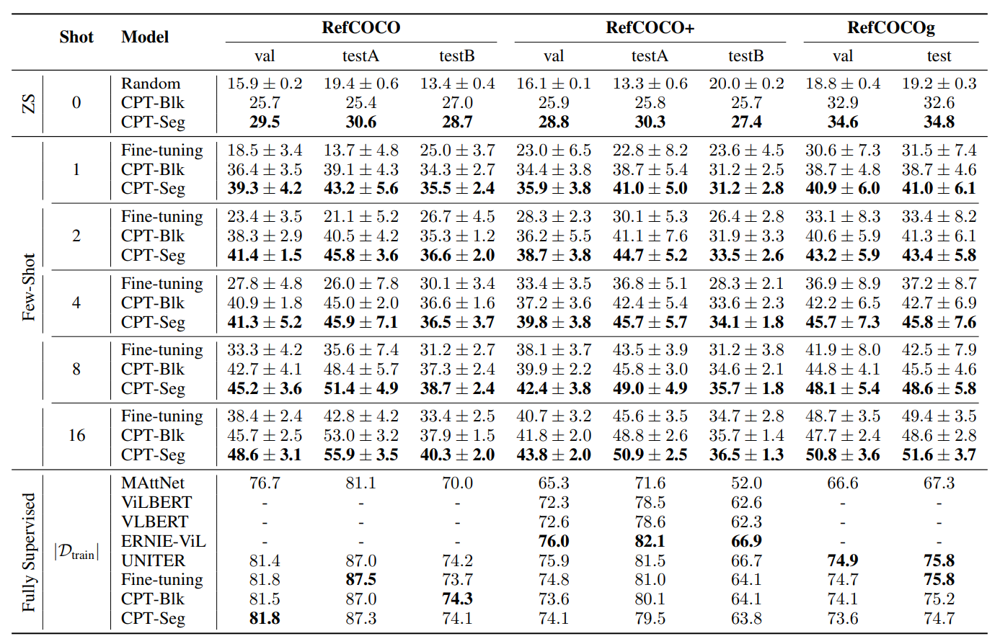 Shot Model RefCOCO RefCOCO+ RefCOCOg
val testA testB val testA testB val test
ZS 0 Random 15.9 ± 0.2 19.4 ± 0.6 13.4 ± 0.4 16.1 ± 0.1 13.3 ± 0.6 20.0 ± 0.2 18.8 ± 0.4 19.2 ± 0.3
CPT-Blk 25.7 25.4 27.0 25.9 25.8 25.7 32.9 32.6
CPT-Seg 29.5 30.6 28.7 28.8 30.3 27.4 34.6 34.8
Few-Shot 1 Fine-tuning 18.5 ± 3.4 13.7 ± 4.8 25.0 ± 3.7 23.0 ± 6.5 22.8 ± 8.2 23.6 ± 4.5 30.6 ± 7.3 31.5 ± 7.4
CPT-Blk 36.4 ± 3.5 39.1 ± 4.3 34.3 ± 2.7 34.4 ± 3.8 38.7 ± 5.4 31.2 ± 2.5 38.7 ± 4.8 38.7 ± 4.6
CPT-Seg 39.3 ± 4.2 43.2 ± 5.6 35.5 ± 2.4 35.9 ± 3.8 41.0 ± 5.0 31.2 ± 2.8 40.9 ± 6.0 41.0 ± 6.1
2 Fine-tuning 23.4 ± 3.5 21.1 ± 5.2 26.7 ± 4.5 28.3 ± 2.3 30.1 ± 5.3 26.4 ± 2.8 33.1 ± 8.3 33.4 ± 8.2
CPT-Blk 38.3 ± 2.9 40.5 ± 4.2 35.3 ± 1.2 36.2 ± 5.5 41.1 ± 7.6 31.9 ± 3.3 40.6 ± 5.9 41.3 ± 6.1
CPT-Seg 41.4 ± 1.5 45.8 ± 3.6 36.6 ± 2.0 38.7 ± 3.8 44.7 ± 5.2 33.5 ± 2.6 43.2 ± 5.9 43.4 ± 5.8
4 Fine-tuning 27.8 ± 4.8 26.0 ± 7.8 30.1 ± 3.4 33.4 ± 3.5 36.8 ± 5.1 28.3 ± 2.1 36.9 ± 8.9 37.2 ± 8.7
CPT-Blk 40.9 ± 1.8 45.0 ± 2.0 36.6 ± 1.6 37.2 ± 3.6 42.4 ± 5.4 33.6 ± 2.3 42.2 ± 6.5 42.7 ± 6.9
CPT-Seg 41.3 ± 5.2 45.9 ± 7.1 36.5 ± 3.7 39.8 ± 3.8 45.7 ± 5.7 34.1 ± 1.8 45.7 ± 7.3 45.8 ± 7.6
8 Fine-tuning 33.3 ± 4.2 35.6 ± 7.4 31.2 ± 2.7 38.1 ± 3.7 43.5 ± 3.9 31.2 ± 3.8 41.9 ± 8.0 42.5 ± 7.9
CPT-Blk 42.7 ± 4.1 48.4 ± 5.7 37.3 ± 2.4 39.9 ± 2.2 45.8 ± 3.0 34.6 ± 2.1 44.8 ± 4.1 45.5 ± 4.6
CPT-Seg 45.2 ± 3.6 51.4 ± 4.9 38.7 ± 2.4 42.4 ± 3.8 49.0 ± 4.9 35.7 ± 1.8 48.1 ± 5.4 48.6 ± 5.8
16 Fine-tuning 38.4 ± 2.4 42.8 ± 4.2 33.4 ± 2.5 40.7 ± 3.2 45.6 ± 3.5 34.7 ± 2.8 48.7 ± 3.5 49.4 ± 3.5
CPT-Blk 45.7 ± 2.5 53.0 ± 3.2 37.9 ± 1.5 41.8 ± 2.0 48.8 ± 2.6 35.7 ± 1.4 47.7 ± 2.4 48.6 ± 2.8
CPT-Seg 48.6 ± 3.1 55.9 ± 3.5 40.3 ± 2.0 43.8 ± 2.0 50.9 ± 2.5 36.5 ± 1.3 50.8 ± 3.6 51.6 ± 3.7
Fully Supervised |𝒟train| MAttNet 76.7 81.1 70.0 65.3 71.6 52.0 66.6 67.3
ViLBERT - - - 72.3 78.5 62.6 - -
VLBERT - - - 72.6 78.6 62.3 - -
ERNIE-ViL - - - 76.0 82.1 66.9 - -
UNITER 81.4 87.0 74.2 75.9 81.5 66.7 74.9 75.8
Fine-tuning 81.8 87.5 73.7 74.8 81.0 64.1 74.7 75.8
CPT-Blk 81.5 87.0 74.3 73.6 80.1 64.1 74.1 75.2
CPT-Seg 81.8 87.3 74.1 74.1 79.5 63.8 73.6 74.7